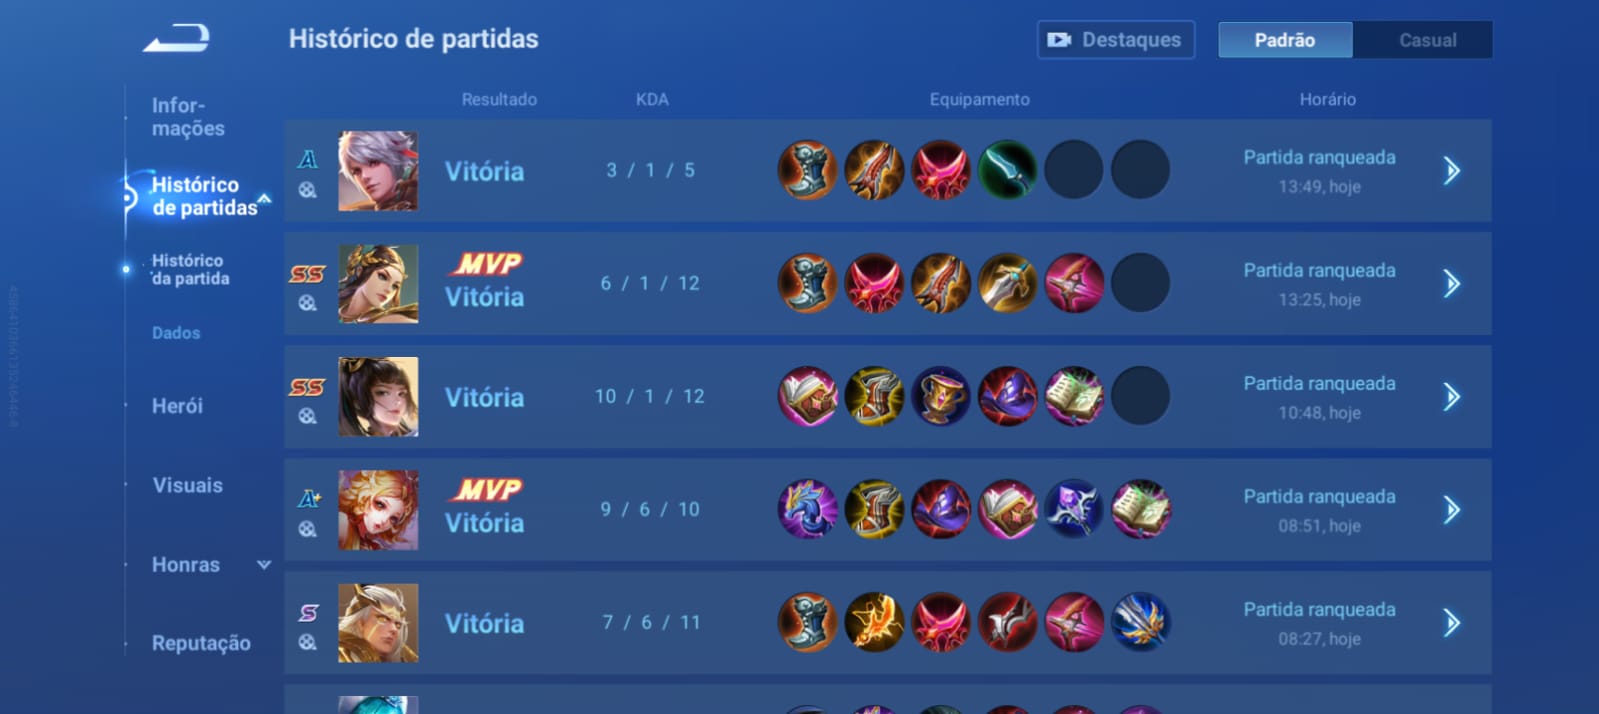 Histórico de partidas
Destaques
Padrão
Casual
Infor-
mações
Histórico
de partidas
Histórico
da partida
Dados
Herói
Visuais
Honras
Reputação
Resultado KDA Equipamento Horário
A
Vitória
3 / 1 / 5
Partida ranqueada
13:49, hoje
SS
MVP
Vitória
6 / 1 / 12
Partida ranqueada
13:25, hoje
SS
Vitória
10 / 1 / 12
Partida ranqueada
10:48, hoje
A+
MVP
Vitória
9 / 6 / 10
Partida ranqueada
08:51, hoje
S
Vitória
7 / 6 / 11
Partida ranqueada
08:27, hoje